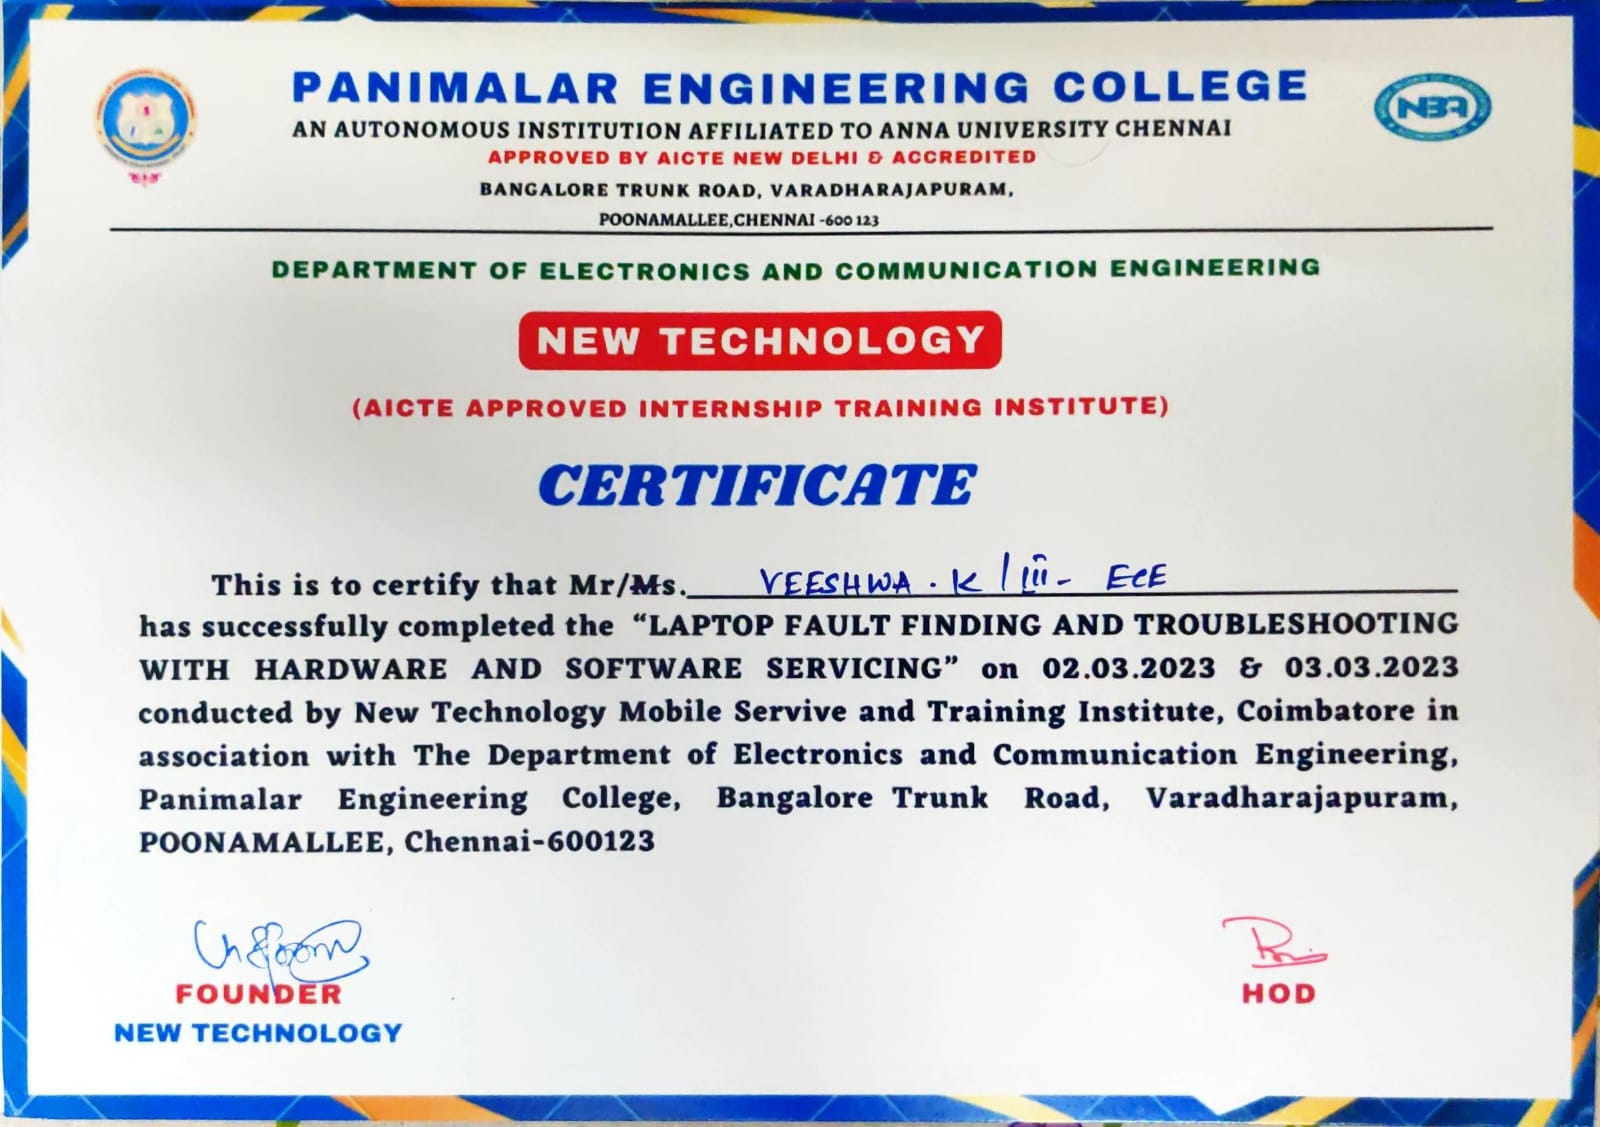 PANIMALAR ENGINEERING COLLEGE
AN AUTONOMOUS INSTITUTION AFFILIATED TO ANNA UNIVERSITY CHENNAI
APPROVED BY AICTE NEW DELHI & ACCREDITED
BANGALORE TRUNK ROAD, VARADHARAJAPURAM,
POONAMALLEE,CHENNAI -600 123
NBA
DEPARTMENT OF ELECTRONICS AND COMMUNICATION ENGINEERING
NEW TECHNOLOGY
(AICTE APPROVED INTERNSHIP TRAINING INSTITUTE)
CERTIFICATE
This is to certify that Mr/Ms. VEESHWA . K / III - ECE
has successfully completed the “LAPTOP FAULT FINDING AND TROUBLESHOOTING
WITH HARDWARE AND SOFTWARE SERVICING” on 02.03.2023 & 03.03.2023
conducted by New Technology Mobile Servive and Training Institute, Coimbatore in
association with The Department of Electronics and Communication Engineering,
Panimalar Engineering College, Bangalore Trunk Road, Varadharajapuram,
POONAMALLEE, Chennai-600123
FOUNDER
NEW TECHNOLOGY
HOD